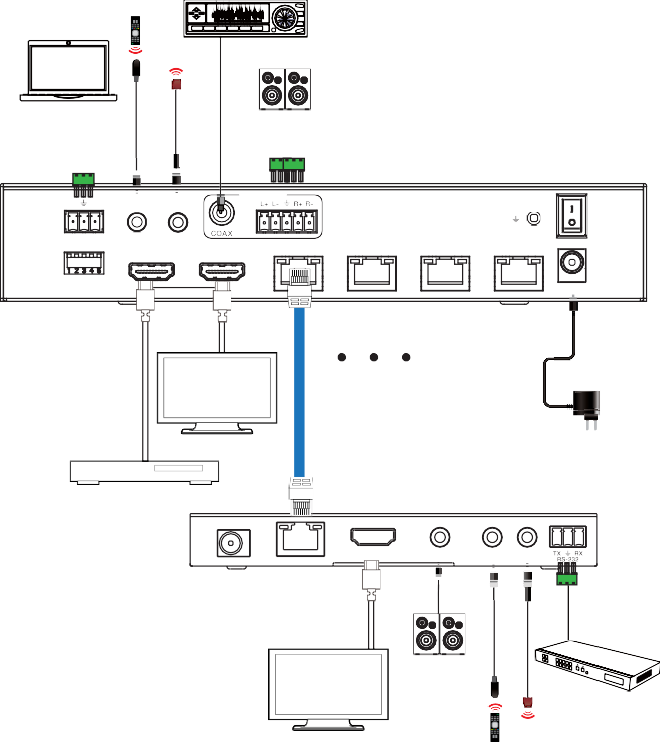 L+ L- R+ R-
COAX
1 2 3 4
TX RX
RS-232